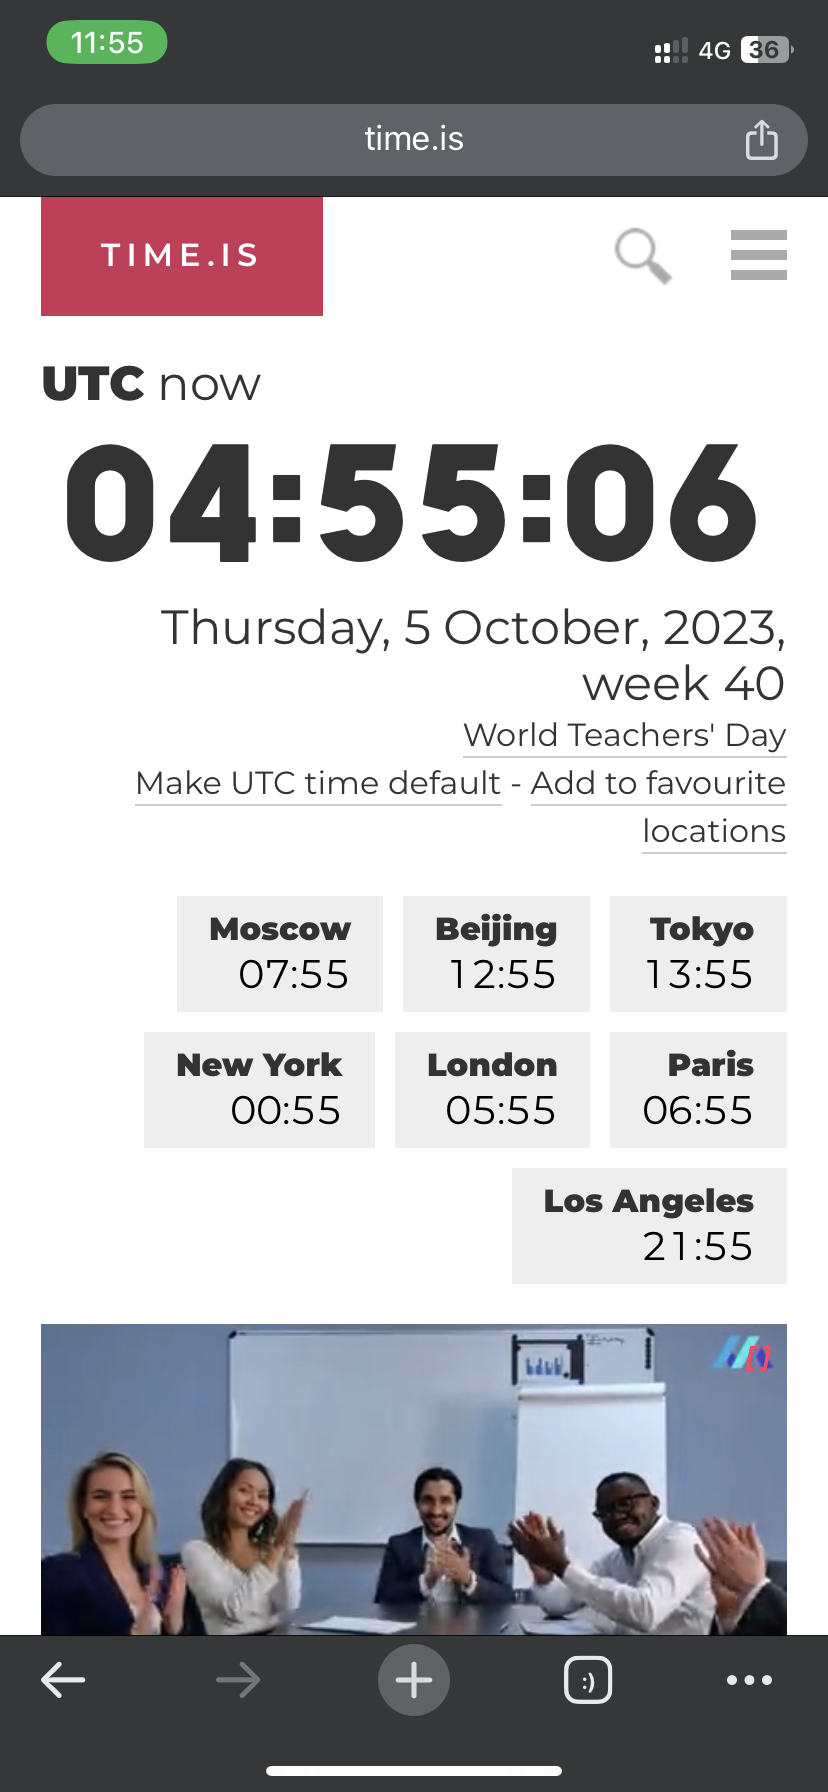 11:55
4G
36
time.is
TIME.IS
UTC now
04:55:06
Thursday, 5 October, 2023,
week 40
World Teachers' Day
Make UTC time default - Add to favourite
locations
Moscow
07:55
Beijing
12:55
Tokyo
13:55
New York
00:55
London
05:55
Paris
06:55
Los Angeles
21:55
:)